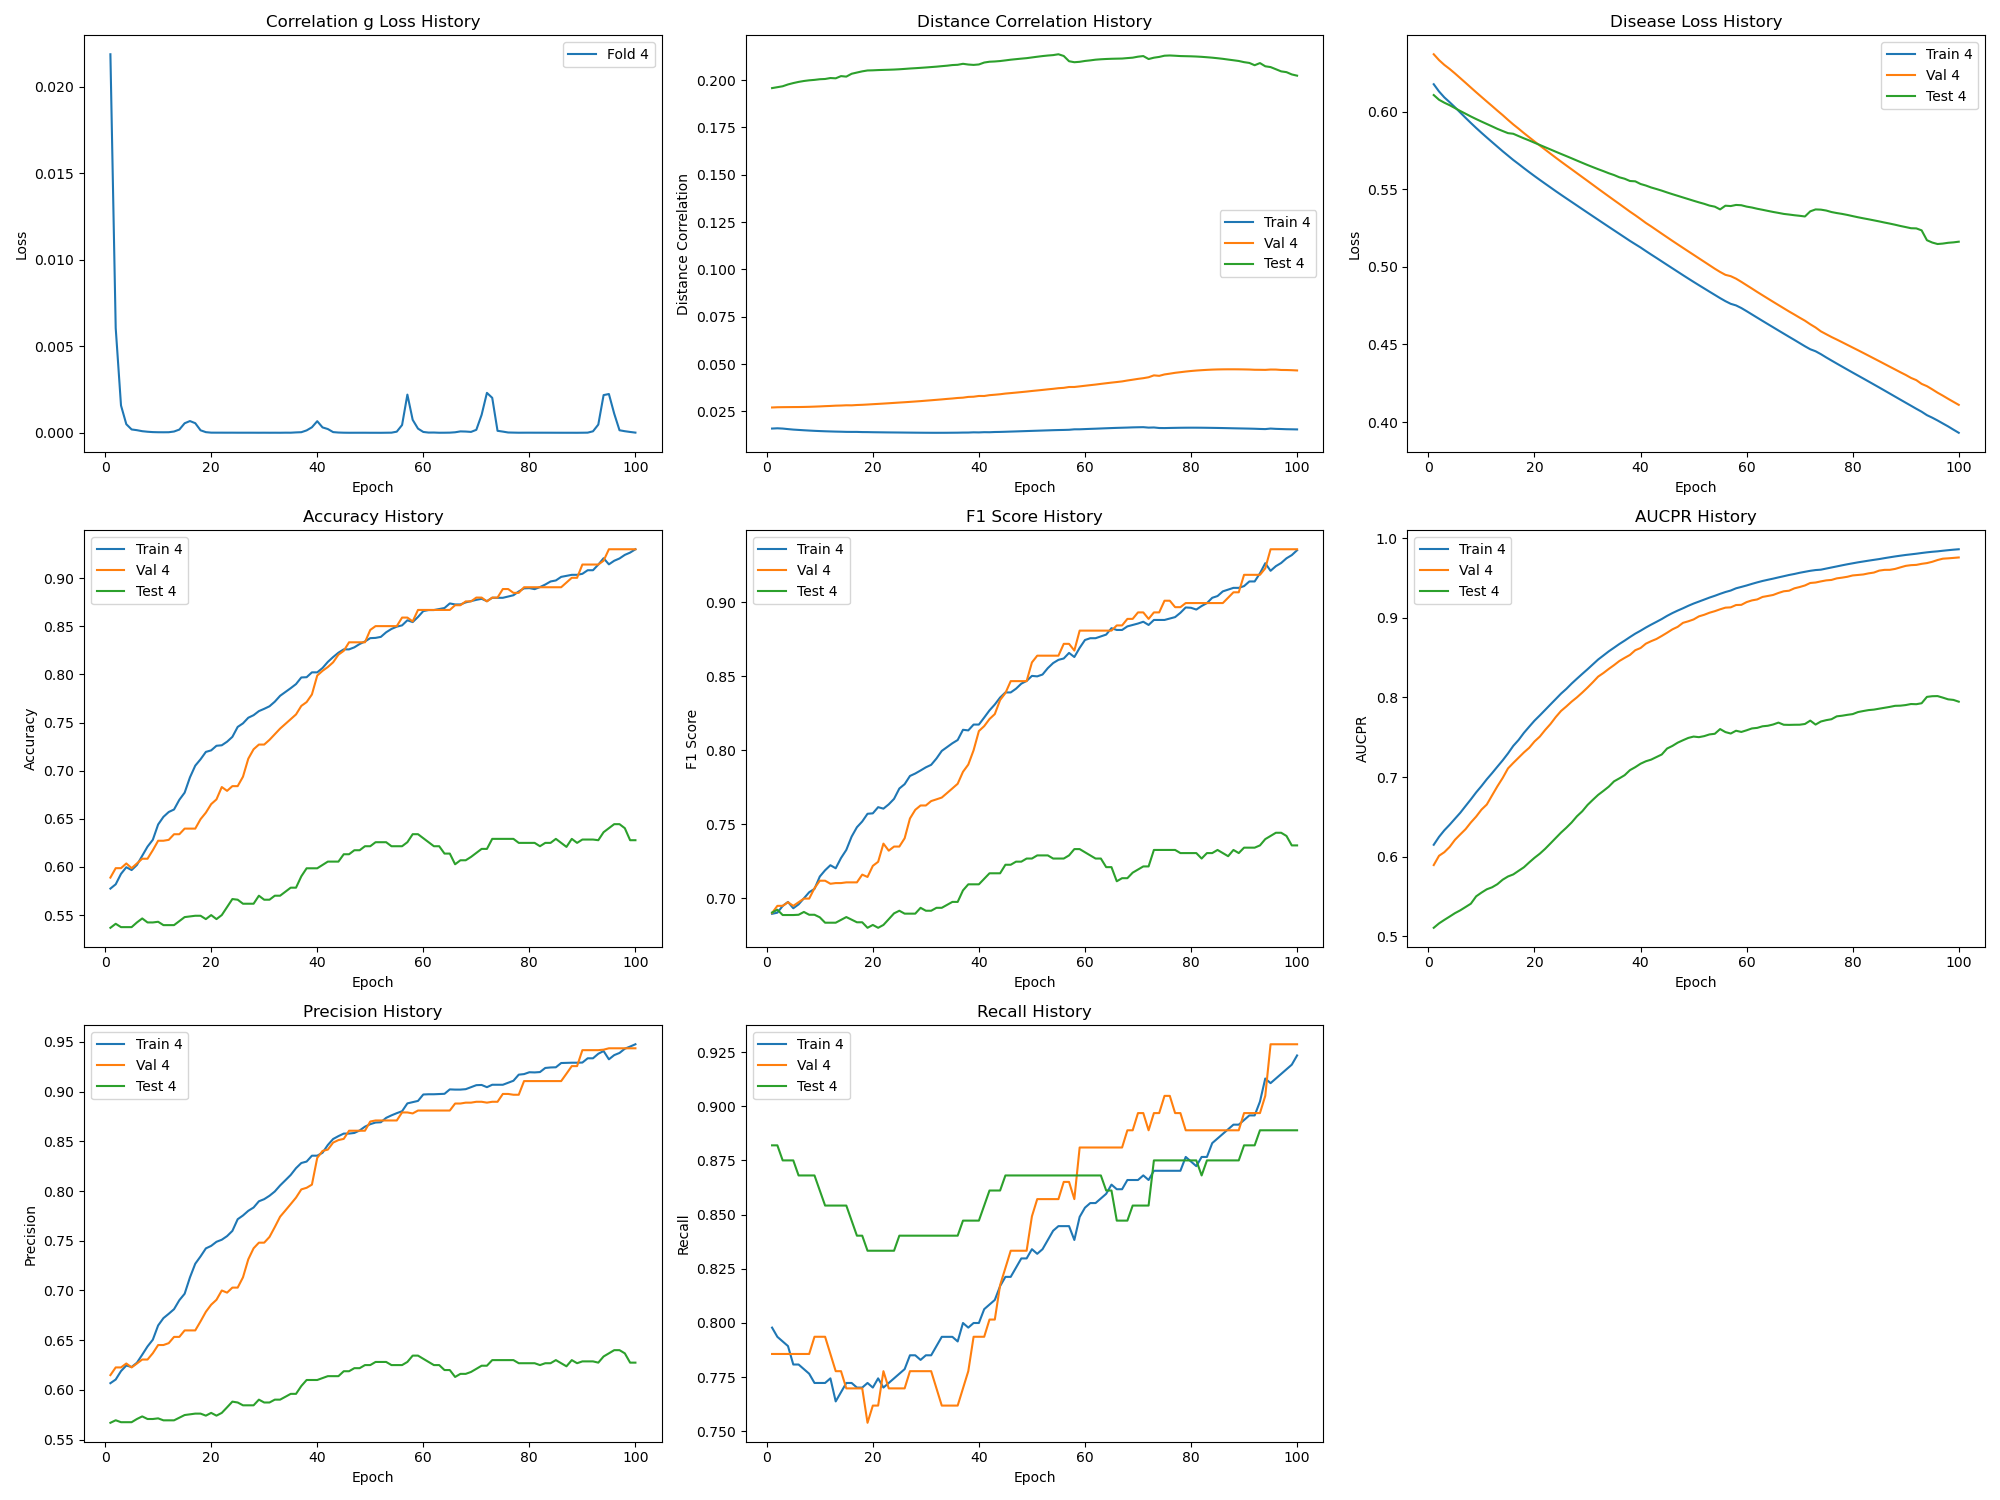 Correlation g Loss History
Loss
0.020
0.015
0.010
0.005
0.000
Fold 4
0 20 40 60 80 100
Epoch
Distance Correlation History
Distance Correlation
0.200
0.175
0.150
0.125
0.100
0.075
0.050
0.025
Train 4
Val 4
Test 4
0 20 40 60 80 100
Epoch
Disease Loss History
Loss
0.60
0.55
0.50
0.45
0.40
Train 4
Val 4
Test 4
0 20 40 60 80 100
Epoch
Accuracy History
Accuracy
0.90
0.85
0.80
0.75
0.70
0.65
0.60
0.55
Train 4
Val 4
Test 4
0 20 40 60 80 100
Epoch
F1 Score History
F1 Score
0.90
0.85
0.80
0.75
0.70
Train 4
Val 4
Test 4
0 20 40 60 80 100
Epoch
AUCPR History
AUCPR
1.0
0.9
0.8
0.7
0.6
0.5
Train 4
Val 4
Test 4
0 20 40 60 80 100
Epoch
Precision History
Precision
0.95
0.90
0.85
0.80
0.75
0.70
0.65
0.60
0.55
Train 4
Val 4
Test 4
0 20 40 60 80 100
Epoch
Recall History
Recall
0.925
0.900
0.875
0.850
0.825
0.800
0.775
0.750
Train 4
Val 4
Test 4
0 20 40 60 80 100
Epoch